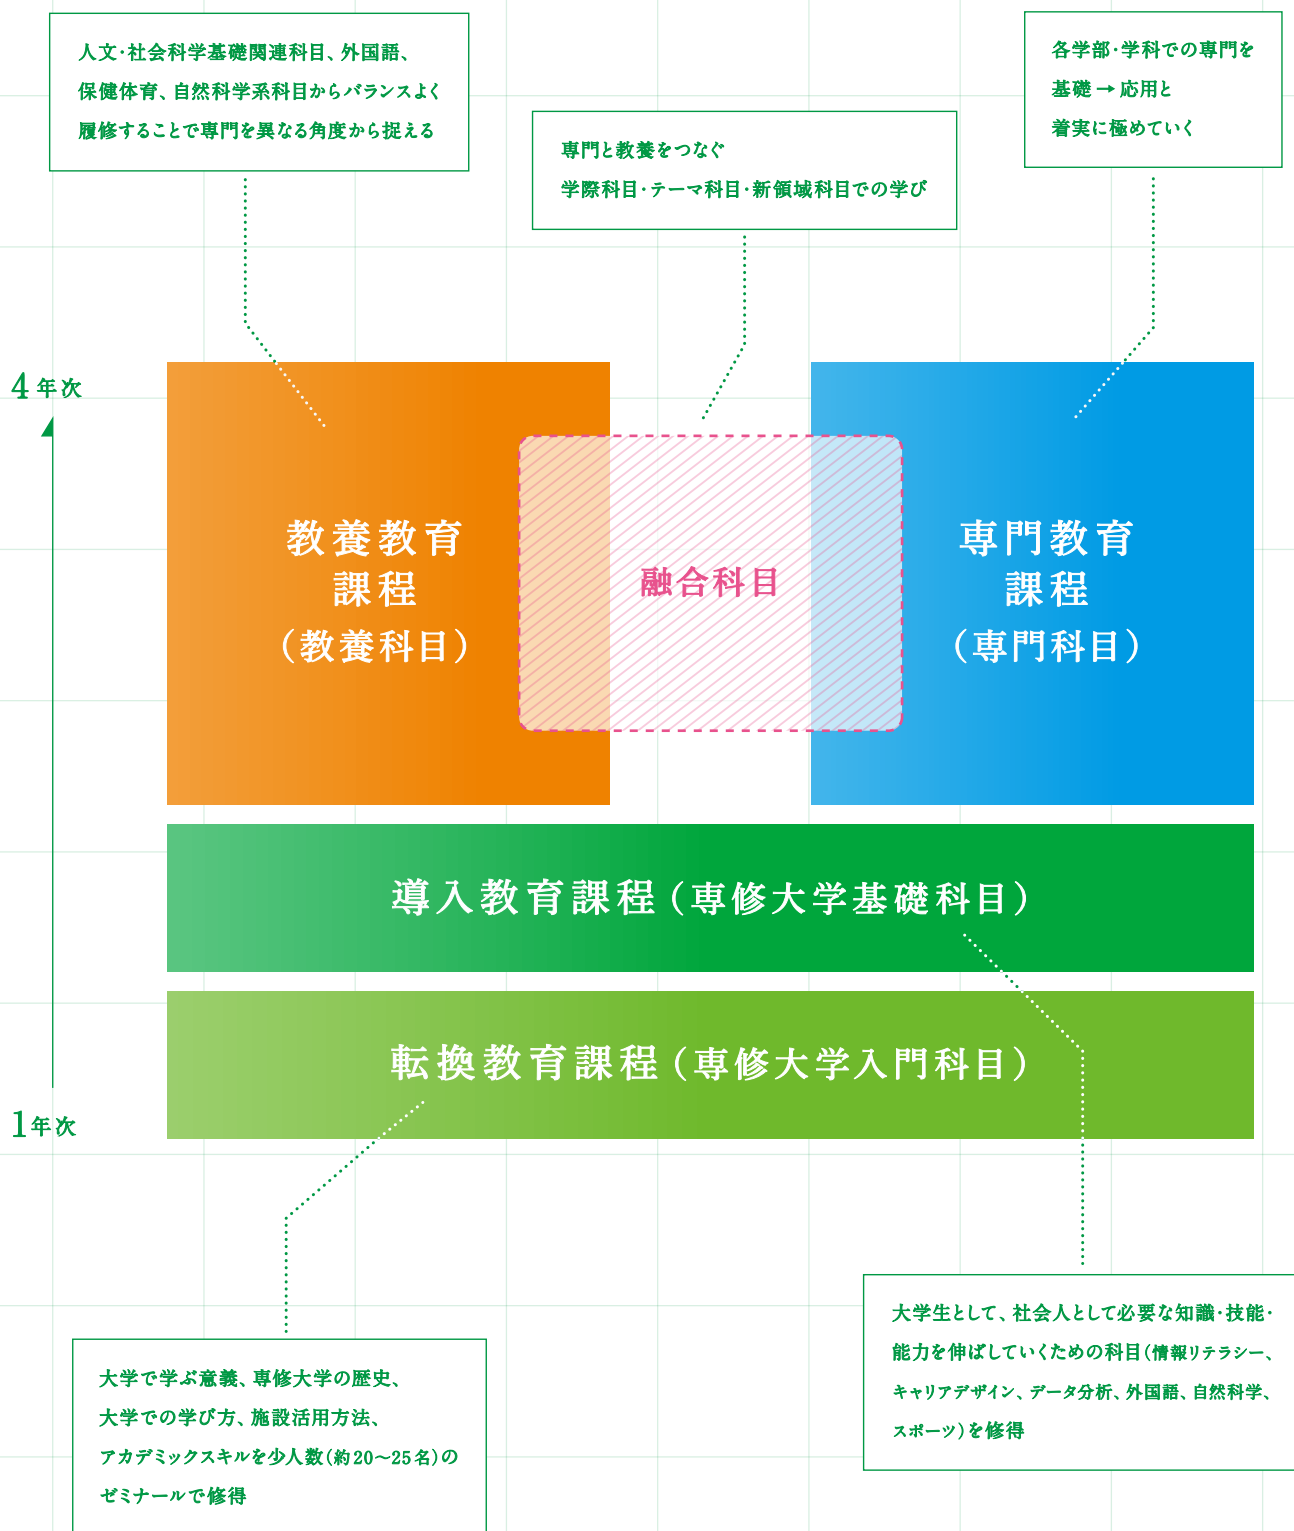 人文・社会科学基礎関連科目、外国語、
保健体育、自然科学系科目からバランスよく
履修することで専門を異なる角度から捉える
専門と教養をつなぐ
学際科目・テーマ科目・新領域科目での学び
各学部・学科での専門を
基礎→応用と
着実に極めていく
4年次
教養教育
課程
（教養科目）
融合科目
専門教育
課程
（専門科目）
導入教育課程（専修大学基礎科目）
転換教育課程（専修大学入門科目）
1年次
大学生として、社会人として必要な知識・技能・
能力を伸ばしていくための科目（情報リテラシー、
キャリアデザイン、データ分析、外国語、自然科学、
スポーツ）を修得
大学で学ぶ意義、専修大学の歴史、
大学での学び方、施設活用方法、
アカデミックスキルを少人数（約20〜25名）の
ゼミナールで修得